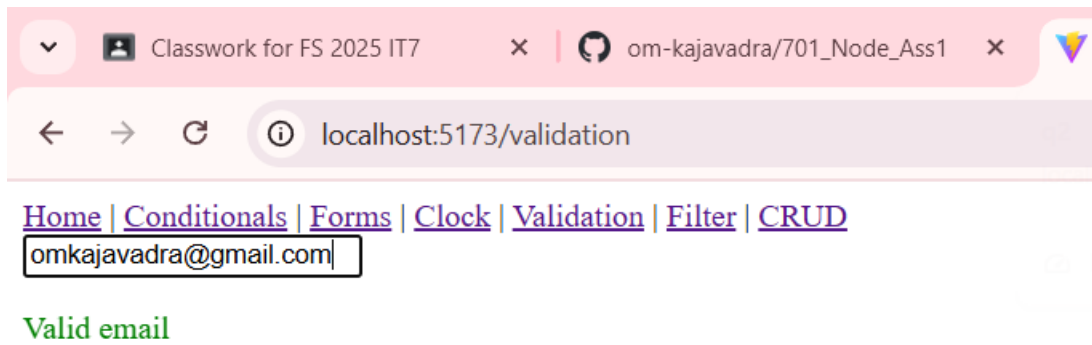 Classwork for FS 2025 IT7
om-kajavadra/701_Node_Ass1
localhost:5173/validation
Home | Conditionals | Forms | Clock | Validation | Filter | CRUD
omkajavadra@gmail.com
Valid email